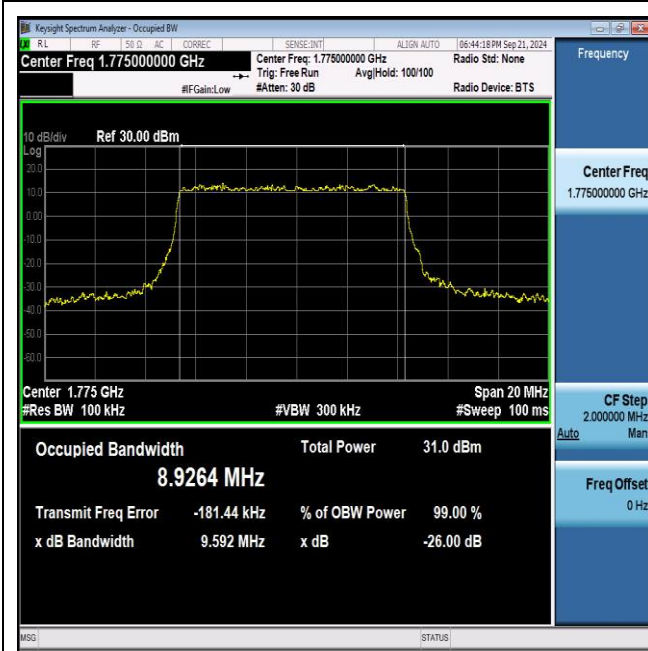 Keysight Spectrum Analyzer - Occupied BW
RL RF 50 Ω AC CORREC SENSE:INT ALIGN AUTO 06:44:18 PM Sep 21, 2024
Center Freq 1.775000000 GHz
Center Freq: 1.775000000 GHz
Radio Std: None
Trig: Free Run Avg|Hold: 100/100
#IFGain:Low
#Atten: 30 dB
Radio Device: BTS
10 dB/div Ref 30.00 dBm
Log
20.0
10.0
0.00
-10.0
-20.0
-30.0
-40.0
-50.0
-60.0
Center 1.775 GHz Span 20 MHz
#Res BW 100 kHz #VBW 300 kHz #Sweep 100 ms
Occupied Bandwidth Total Power 31.0 dBm
8.9264 MHz
Transmit Freq Error -181.44 kHz % of OBW Power 99.00 %
x dB Bandwidth 9.592 MHz x dB -26.00 dB
MSG STATUS
Frequency
Center Freq
1.775000000 GHz
CF Step
2.000000 MHz
Auto Man
Freq Offset
0 Hz